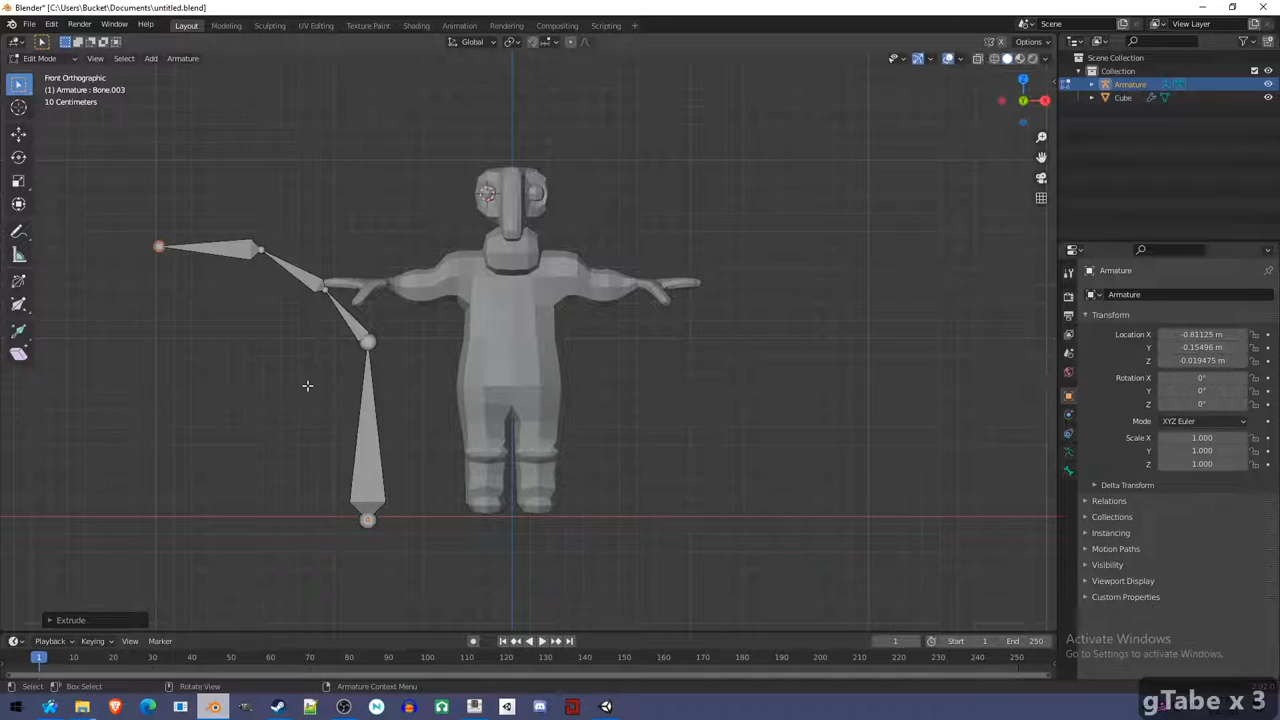 Blender* [C:\Users\Bucket\Documents\untitled.blend]
File Edit Render Window Help Layout Modeling Sculpting UV Editing Texture Paint Shading Animation Rendering Compositing Scripting + Scene View Layer
Global Options
Edit Mode View Select Add Armature
Scene Collection
Collection
Armature
Cube
Front Orthographic
(1) Armature : Bone.003
10 Centimeters
Z
Y
X
Armature
Armature
Transform
Location X -0.81125 m
Y -0.15496 m
Z -0.019475 m
Rotation X 0°
Y 0°
Z 0°
Mode XYZ Euler
Scale X 1.000
Y 1.000
Z 1.000
Delta Transform
Relations
Collections
Instancing
Motion Paths
Visibility
Viewport Display
Custom Properties
Extrude
Playback Keying View Marker 1 Start 1 End 250
1 10 20 30 40 50 60 70 80 90 100 110 120 130 140 150 160 170 180 190 200 210 220 230 240 250
Activate Windows
Go to Settings to activate Windows.
Select Box Select Rotate View Armature Context Menu 2.92.0
gTabe x 3